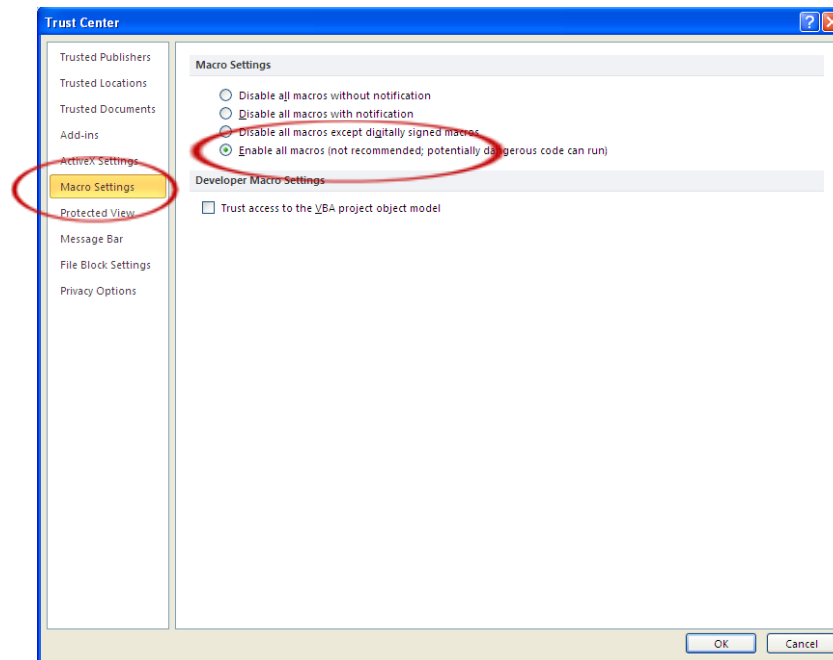 Trust Center
Trusted Publishers
Trusted Locations
Trusted Documents
Add-ins
ActiveX Settings
Macro Settings
Protected View
Message Bar
File Block Settings
Privacy Options
Macro Settings
Disable all macros without notification
Disable all macros with notification
Disable all macros except digitally signed macros
Enable all macros (not recommended; potentially dangerous code can run)
Developer Macro Settings
Trust access to the VBA project object model
OK
Cancel